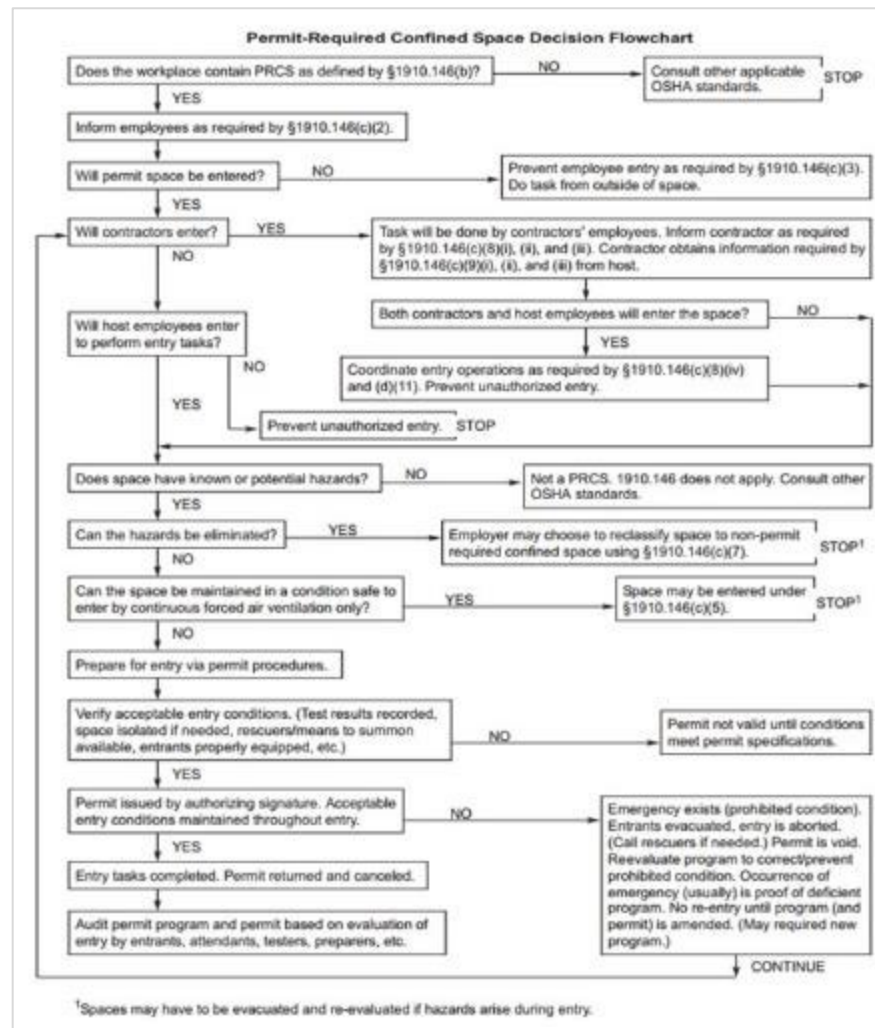 Permit-Required Confined Space Decision Flowchart
Does the workplace contain PRCS as defined by §1910.146(b)?
NO
Consult other applicable
OSHA standards.
STOP
YES
Inform employees as required by §1910.146(c)(2).
Will permit space be entered?
NO
Prevent employee entry as required by §1910.146(c)(3).
Do task from outside of space.
YES
Will contractors enter?
YES
Task will be done by contractors' employees. Inform contractor as required
by §1910.146(c)(8)(i), (ii), and (iii). Contractor obtains information required by
§1910.146(c)(9)(i), (ii), and (iii) from host.
NO
Both contractors and host employees will enter the space?
NO
Will host employees enter
to perform entry tasks?
YES
NO
Coordinate entry operations as required by §1910.146(c)(8)(iv)
and (d)(11). Prevent unauthorized entry.
YES
Prevent unauthorized entry.
STOP
Does space have known or potential hazards?
NO
Not a PRCS. 1910.146 does not apply. Consult other
OSHA standards.
YES
Can the hazards be eliminated?
YES
Employer may choose to reclassify space to non-permit
required confined space using §1910.146(c)(7).
STOP¹
NO
Can the space be maintained in a condition safe to
enter by continuous forced air ventilation only?
YES
Space may be entered under
§1910.146(c)(5).
STOP¹
NO
Prepare for entry via permit procedures.
Verify acceptable entry conditions. (Test results recorded,
space isolated if needed, rescuers/means to summon
available, entrants properly equipped, etc.)
NO
Permit not valid until conditions
meet permit specifications.
YES
Permit issued by authorizing signature. Acceptable
entry conditions maintained throughout entry.
NO
Emergency exists (prohibited condition).
Entrants evacuated, entry is aborted.
(Call rescuers if needed.) Permit is void.
Reevaluate program to correct/prevent
prohibited condition. Occurrence of
emergency (usually) is proof of deficient
program. No re-entry until program (and
permit) is amended. (May required new
program.)
YES
Entry tasks completed. Permit returned and canceled.
Audit permit program and permit based on evaluation of
entry by entrants, attendants, testers, preparers, etc.
CONTINUE
¹Spaces may have to be evacuated and re-evaluated if hazards arise during entry.